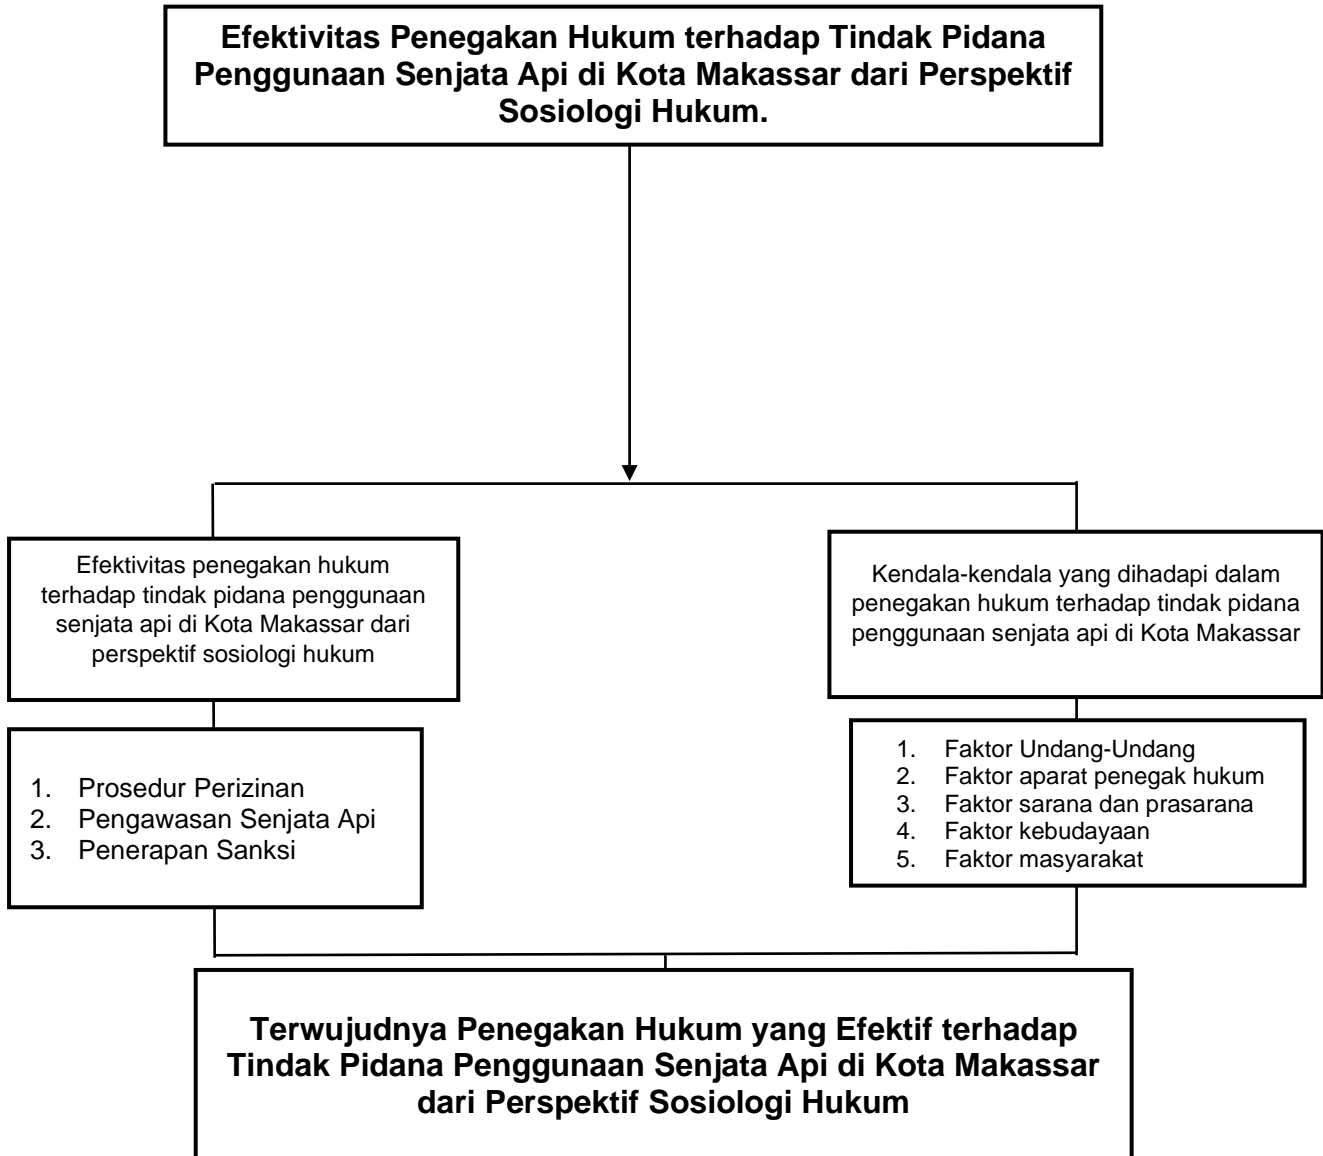 Efektivitas Penegakan Hukum terhadap Tindak Pidana
Penggunaan Senjata Api di Kota Makassar dari Perspektif
Sosiologi Hukum.
Efektivitas penegakan hukum
terhadap tindak pidana penggunaan
senjata api di Kota Makassar dari
perspektif sosiologi hukum
Kendala-kendala yang dihadapi dalam
penegakan hukum terhadap tindak pidana
penggunaan senjata api di Kota Makassar
1. Prosedur Perizinan
2. Pengawasan Senjata Api
3. Penerapan Sanksi
1. Faktor Undang-Undang
2. Faktor aparat penegak hukum
3. Faktor sarana dan prasarana
4. Faktor kebudayaan
5. Faktor masyarakat
Terwujudnya Penegakan Hukum yang Efektif terhadap
Tindak Pidana Penggunaan Senjata Api di Kota Makassar
dari Perspektif Sosiologi Hukum